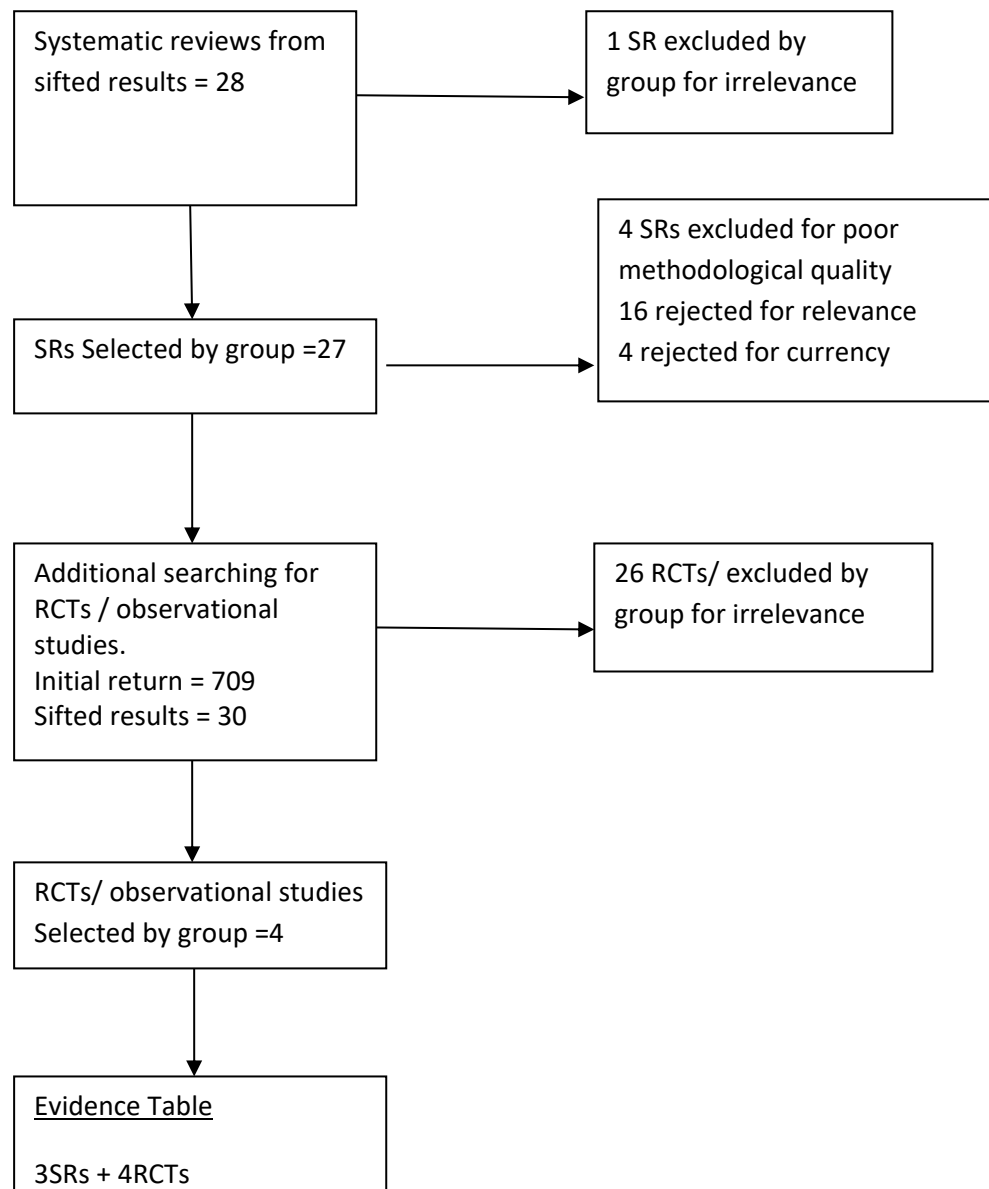 Systematic reviews from
sifted results = 28
1 SR excluded by
group for irrelevance
4 SRs excluded for poor
methodological quality
16 rejected for relevance
4 rejected for currency
SRs Selected by group =27
Additional searching for
RCTs / observational
studies.
Initial return = 709
Sifted results = 30
26 RCTs/ excluded by
group for irrelevance
RCTs/ observational studies
Selected by group =4
Evidence Table
3SRs + 4RCTs